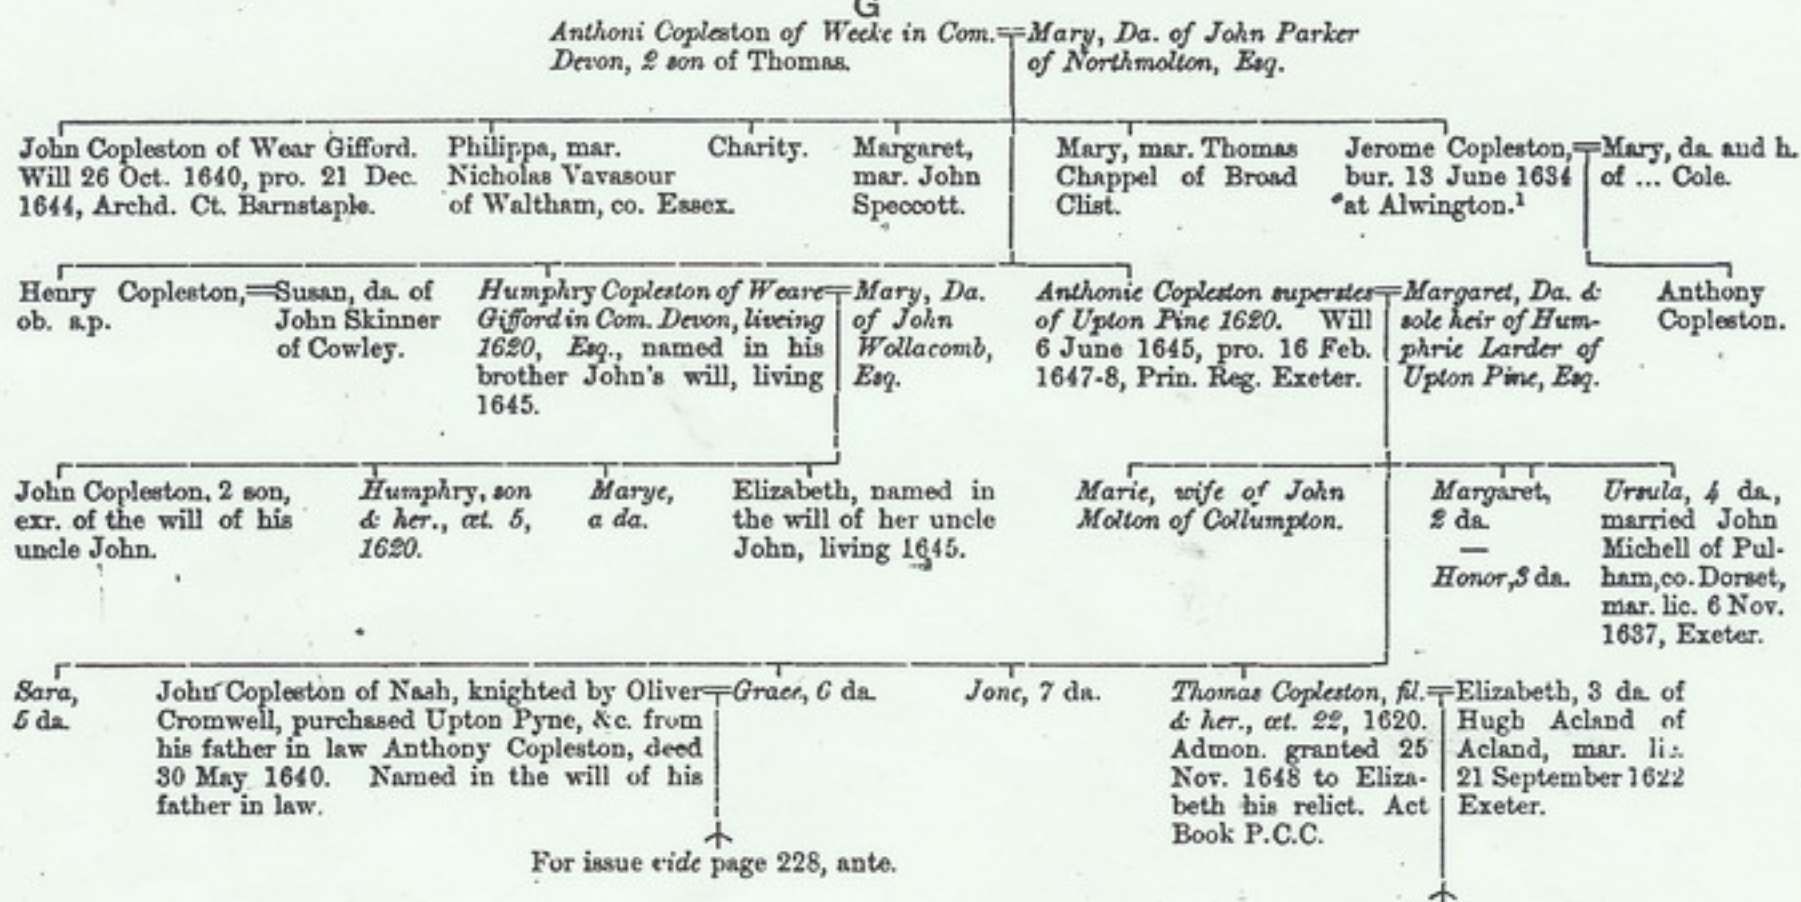 G
Anthoni Copleston of Weeke in Com.
Devon, 2 son of Thomas.
Mary, Da. of John Parker
of Northmolton, Esq.
John Copleston of Wear Gifford.
Will 26 Oct. 1640, pro. 21 Dec.
1644, Archd. Ct. Barnstaple.
Philippa, mar.
Nicholas Vavasour
of Waltham, co. Essex.
Charity.
Margaret,
mar. John
Speccott.
Mary, mar. Thomas
Chappel of Broad
Clist.
Jerome Copleston,
bur. 13 June 1634
at Alwington.¹
Mary, da. and h.
of ... Cole.
Henry Copleston,
ob. s.p.
Susan, da. of
John Skinner
of Cowley.
Humphry Copleston of Weare
Gifford in Com. Devon, liveing
1620, Esq., named in his
brother John's will, living
1645.
Mary, Da.
of John
Wollacomb,
Esq.
Anthonie Copleston superstes
of Upton Pine 1620. Will
6 June 1645, pro. 16 Feb.
1647-8, Prin. Reg. Exeter.
Margaret, Da. &
sole heir of Hum-
phrie Larder of
Upton Pine, Esq.
Anthony
Copleston.
John Copleston, 2 son,
exr. of the will of his
uncle John.
Humphry, son
& her., æt. 5,
1620.
Marye,
a da.
Elizabeth, named in
the will of her uncle
John, living 1645.
Marie, wife of John
Molton of Collumpton.
Margaret,
2 da.
—
Honor, 3 da.
Ursula, 4 da.,
married John
Michell of Pul-
ham, co. Dorset,
mar. lic. 6 Nov.
1637, Exeter.
Sara,
5 da.
John Copleston of Nash, knighted by Oliver
Cromwell, purchased Upton Pyne, &c. from
his father in law Anthony Copleston, deed
30 May 1640. Named in the will of his
father in law.
Grace, 6 da.
Jone, 7 da.
Thomas Copleston, fil.
& her., æt. 22, 1620.
Admon. granted 25
Nov. 1648 to Eliza-
beth his relict. Act
Book P.C.C.
Elizabeth, 3 da. of
Hugh Acland of
Acland, mar. lic.
21 September 1622
Exeter.
For issue vide page 228, ante.